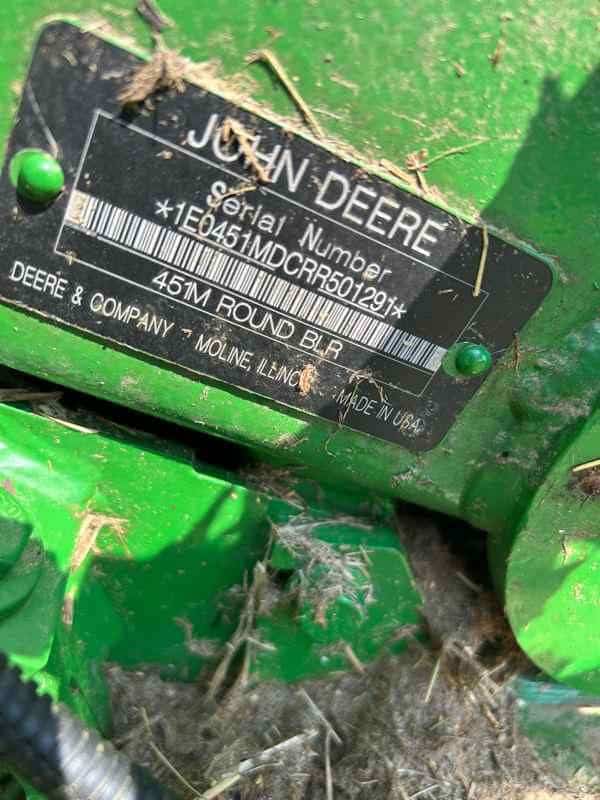 JOHN DEERE
Serial Number
*1E0451MDCRR501291*
451M ROUND BLR
DEERE & COMPANY MOLINE, ILLINOIS MADE IN USA